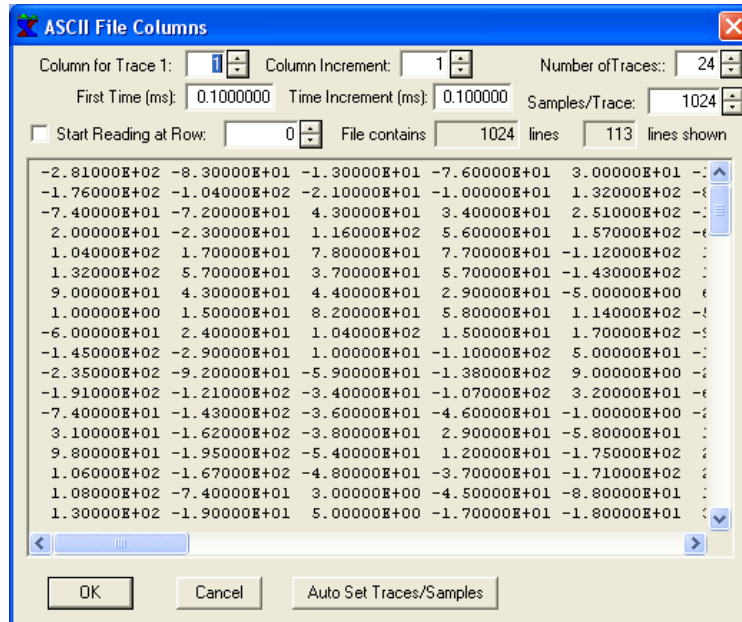 ASCII File Columns
Column for Trace 1: 1 Column Increment: 1 Number ofTraces:: 24
First Time (ms): 0.1000000 Time Increment (ms): 0.100000 Samples/Trace: 1024
Start Reading at Row: 0 File contains 1024 lines 113 lines shown
-2.81000E+02 -8.30000E+01 -1.30000E+01 -7.60000E+01 3.00000E+01
-1.76000E+02 -1.04000E+02 -2.10000E+01 -1.00000E+01 1.32000E+02
-7.40000E+01 -7.20000E+01 4.30000E+01 3.40000E+01 2.51000E+02
2.00000E+01 -2.30000E+01 1.16000E+02 5.60000E+01 1.57000E+02
1.04000E+02 1.70000E+01 7.80000E+01 7.70000E+01 -1.12000E+02
1.32000E+02 5.70000E+01 3.70000E+01 5.70000E+01 -1.43000E+02
9.00000E+01 4.30000E+01 4.40000E+01 2.90000E+01 -5.00000E+00
1.00000E+00 1.50000E+01 8.20000E+01 5.80000E+01 1.14000E+02
-6.00000E+01 2.40000E+01 1.04000E+02 1.50000E+01 1.70000E+02
-1.45000E+02 -2.90000E+01 1.00000E+01 -1.10000E+02 5.00000E+01
-2.35000E+02 -9.20000E+01 -5.90000E+01 -1.38000E+02 9.00000E+00
-1.91000E+02 -1.21000E+02 -3.40000E+01 -1.07000E+02 3.20000E+01
-7.40000E+01 -1.43000E+02 -3.60000E+01 -4.60000E+01 -1.00000E+00
3.10000E+01 -1.62000E+02 -3.80000E+01 2.90000E+01 -5.80000E+01
9.80000E+01 -1.95000E+02 -5.40000E+01 1.20000E+01 -1.75000E+02
1.06000E+02 -1.67000E+02 -4.80000E+01 -3.70000E+01 -1.71000E+02
1.08000E+02 -7.40000E+01 3.00000E+00 -4.50000E+01 -8.80000E+01
1.30000E+02 -1.90000E+01 5.00000E+00 -1.70000E+01 -1.80000E+01
OK Cancel Auto Set Traces/Samples